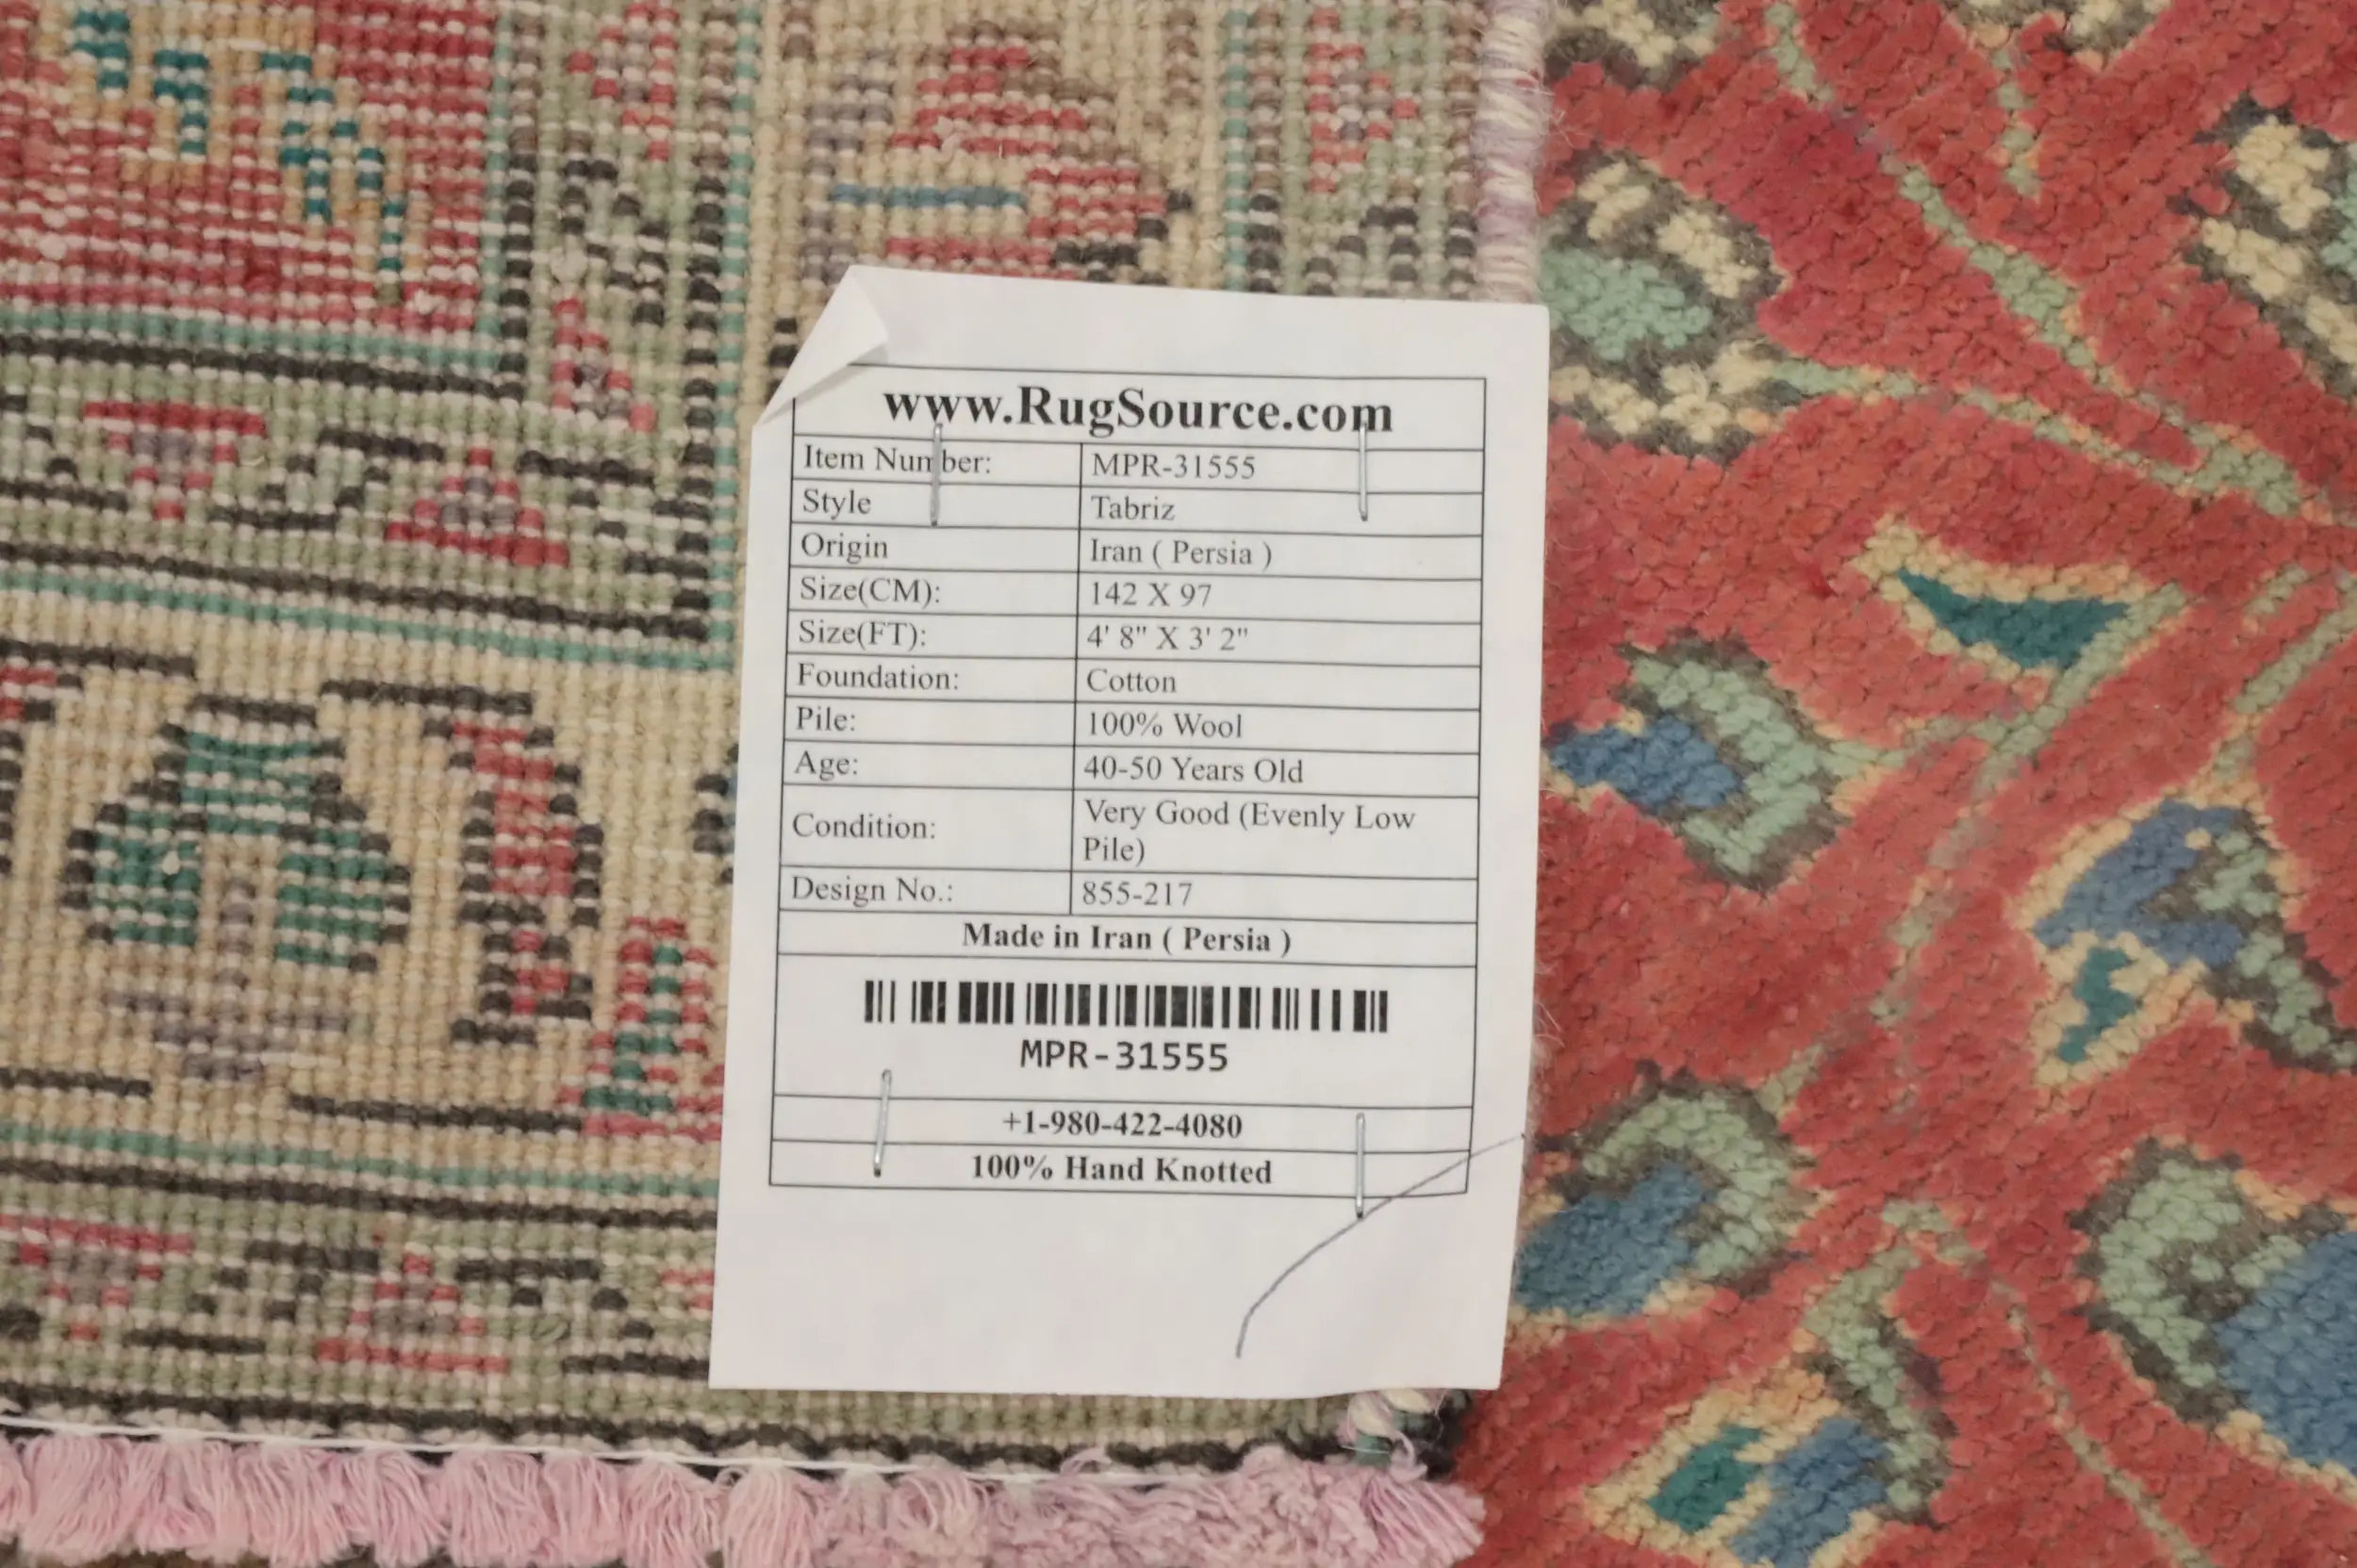 www.RugSource.com
Item Number: MPR-31555
Style Tabriz
Origin Iran ( Persia )
Size(CM): 142 X 97
Size(FT): 4' 8" X 3' 2"
Foundation: Cotton
Pile: 100% Wool
Age: 40-50 Years Old
Condition: Very Good (Evenly Low
Pile)
Design No.: 855-217
Made in Iran ( Persia )
MPR-31555
+1-980-422-4080
100% Hand Knotted